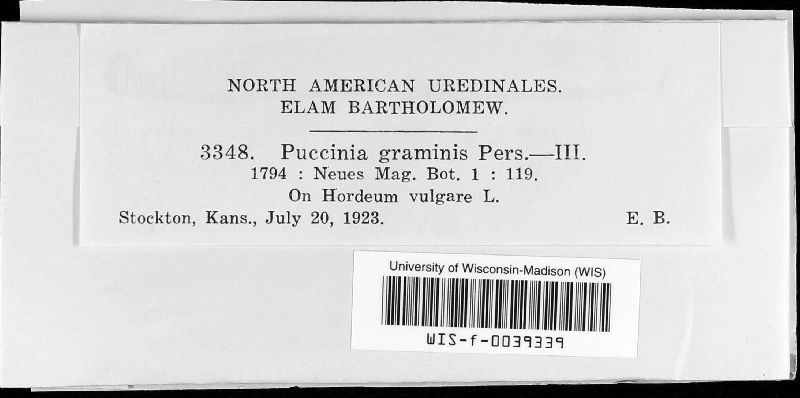 NORTH AMERICAN UREDINALES.
ELAM BARTHOLOMEW.
3348. Puccinia graminis Pers.—III.
1794 : Neues Mag. Bot. 1 : 119.
On Hordeum vulgare L.
Stockton, Kans., July 20, 1923. E. B.
University of Wisconsin-Madison (WIS)
WIS-f-0039339